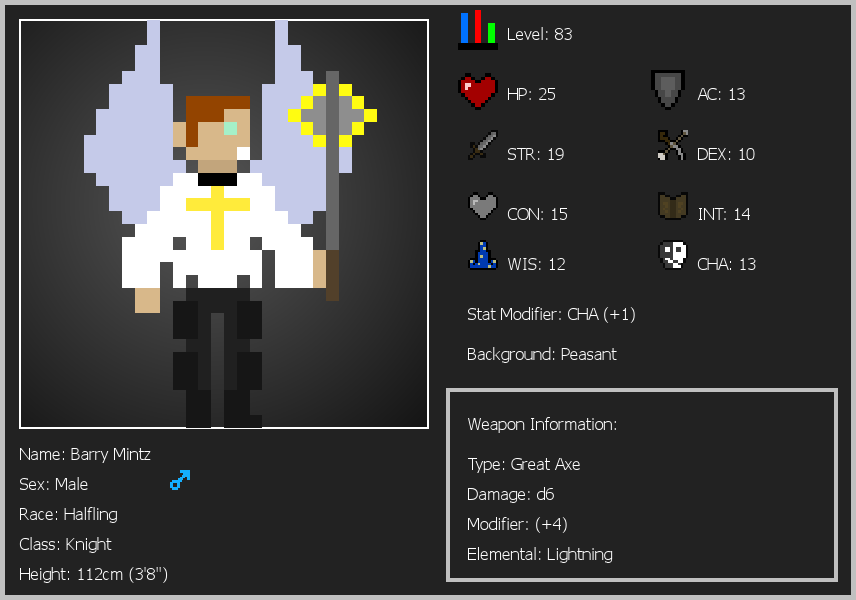 Level: 83
HP: 25
AC: 13
STR: 19
DEX: 10
CON: 15
INT: 14
WIS: 12
CHA: 13
Stat Modifier: CHA (+1)
Background: Peasant
Weapon Information:
Type: Great Axe
Damage: d6
Modifier: (+4)
Elemental: Lightning
Name: Barry Mintz
Sex: Male
Race: Halfling
Class: Knight
Height: 112cm (3'8")